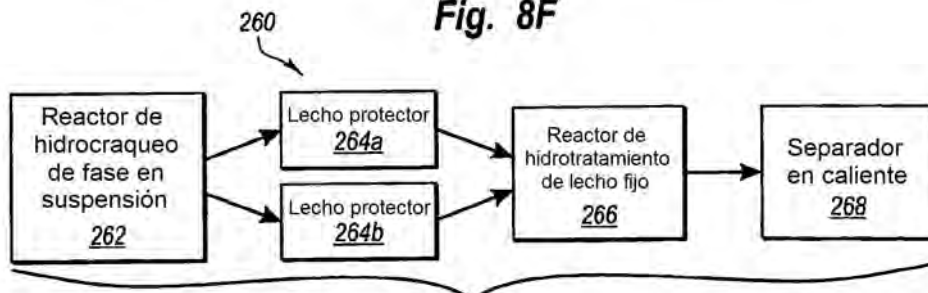 Fig. 8F
260
Reactor de
hidrocraqueo
de fase en
suspensión
262
Lecho protector
264a
Lecho protector
264b
Reactor de
hidrotratamiento
de lecho fijo
266
Separador
en caliente
268